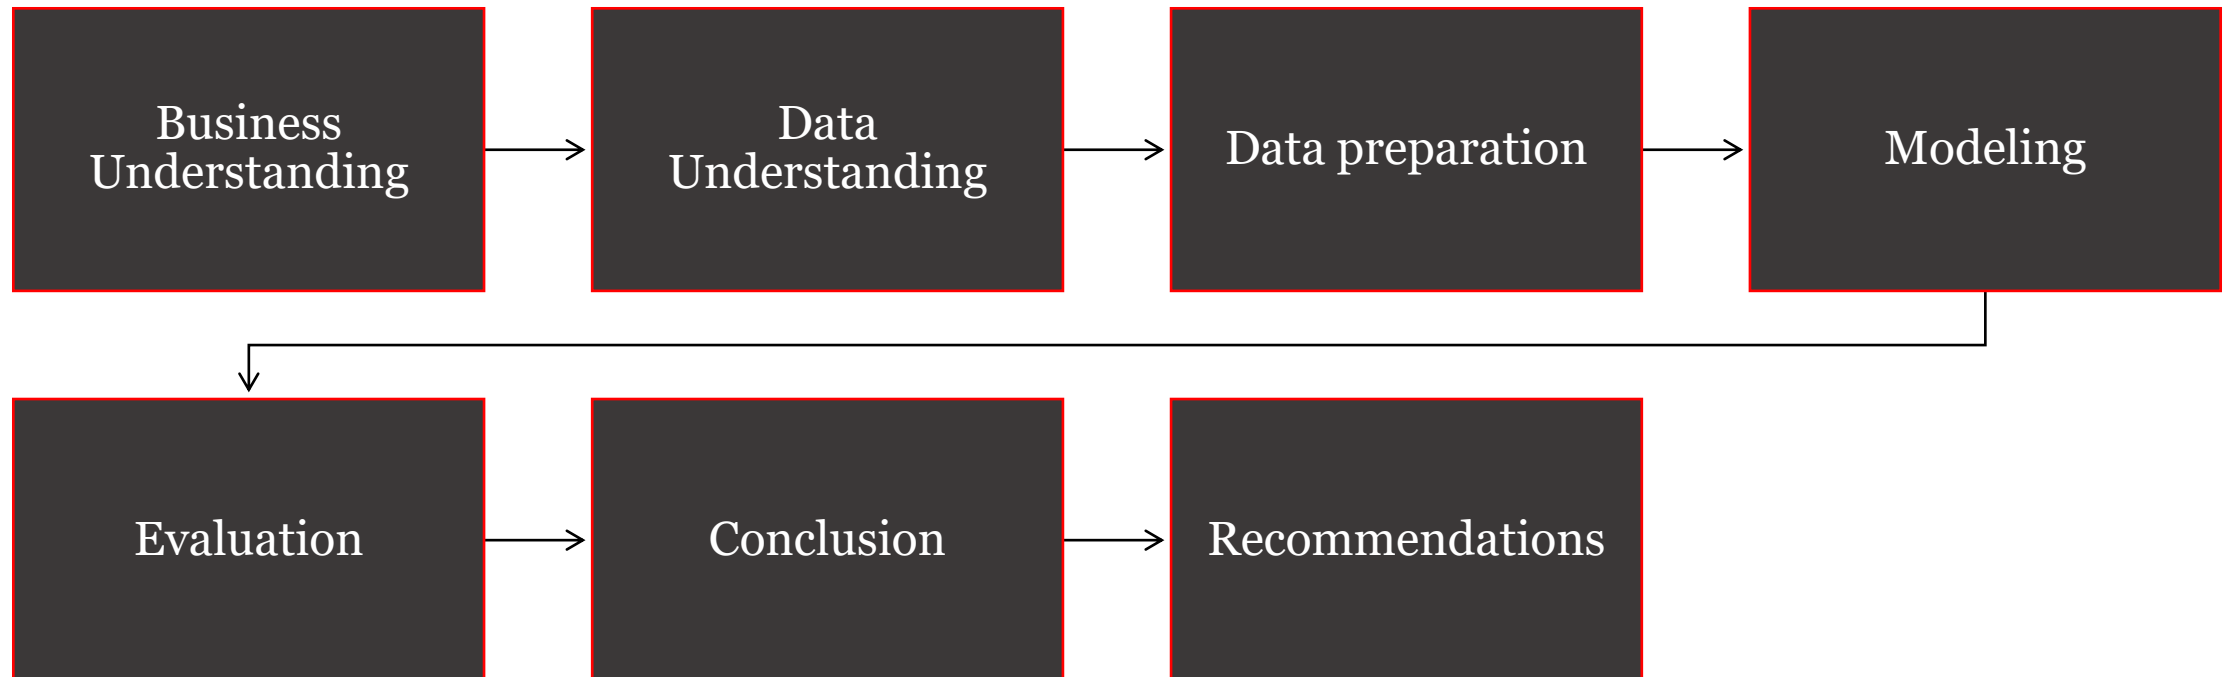 Business
Understanding
Data
Understanding
Data preparation
Modeling
Evaluation
Conclusion
Recommendations